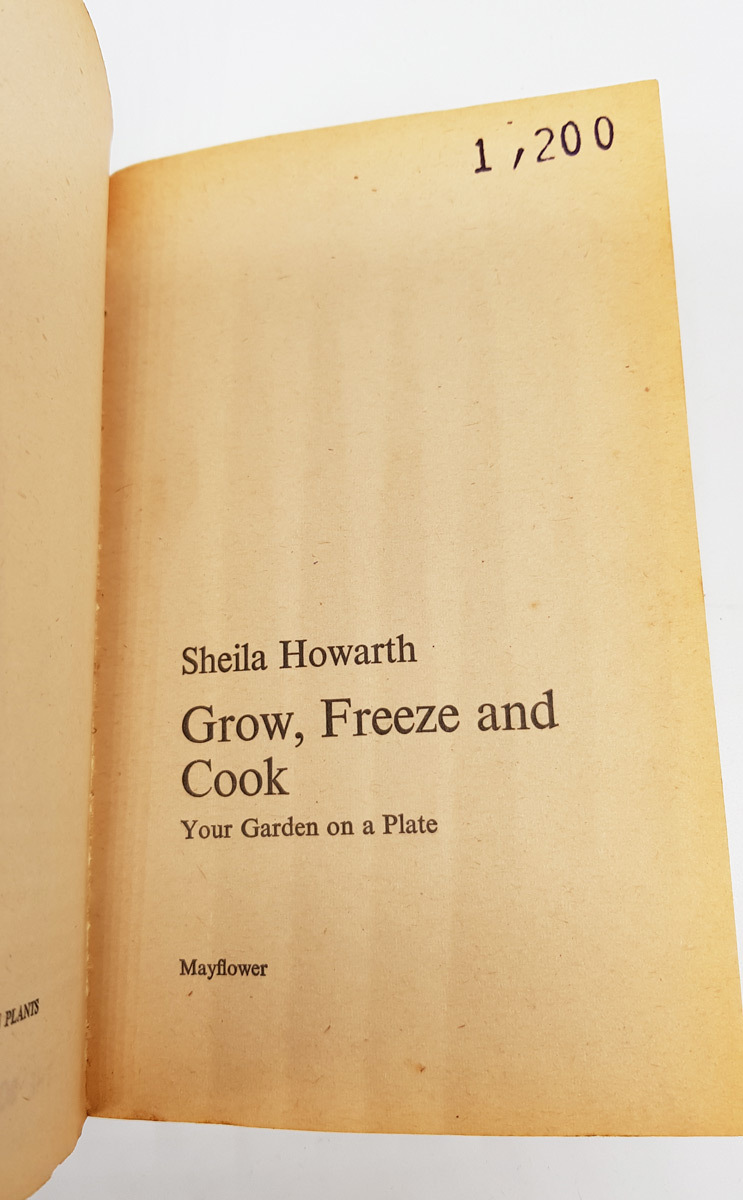 1,200
Sheila Howarth
Grow, Freeze and
Cook
Your Garden on a Plate
Mayflower
PLANTS